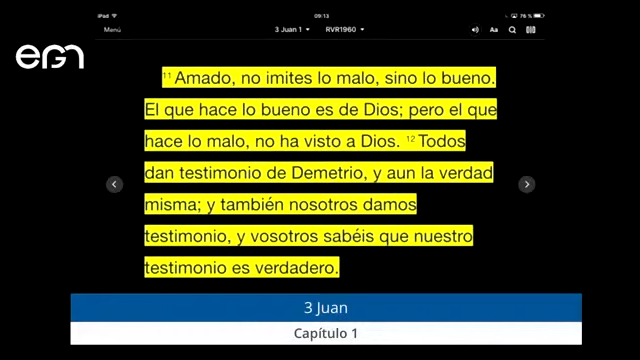 iPad 09:13 76 %
Menú 3 Juan 1 RVR1960 Aa
ernn
11 Amado, no imites lo malo, sino lo bueno.
El que hace lo bueno es de Dios; pero el que
hace lo malo, no ha visto a Dios. 12 Todos
dan testimonio de Demetrio, y aun la verdad
misma; y también nosotros damos
testimonio, y vosotros sabéis que nuestro
testimonio es verdadero.
3 Juan
Capítulo 1